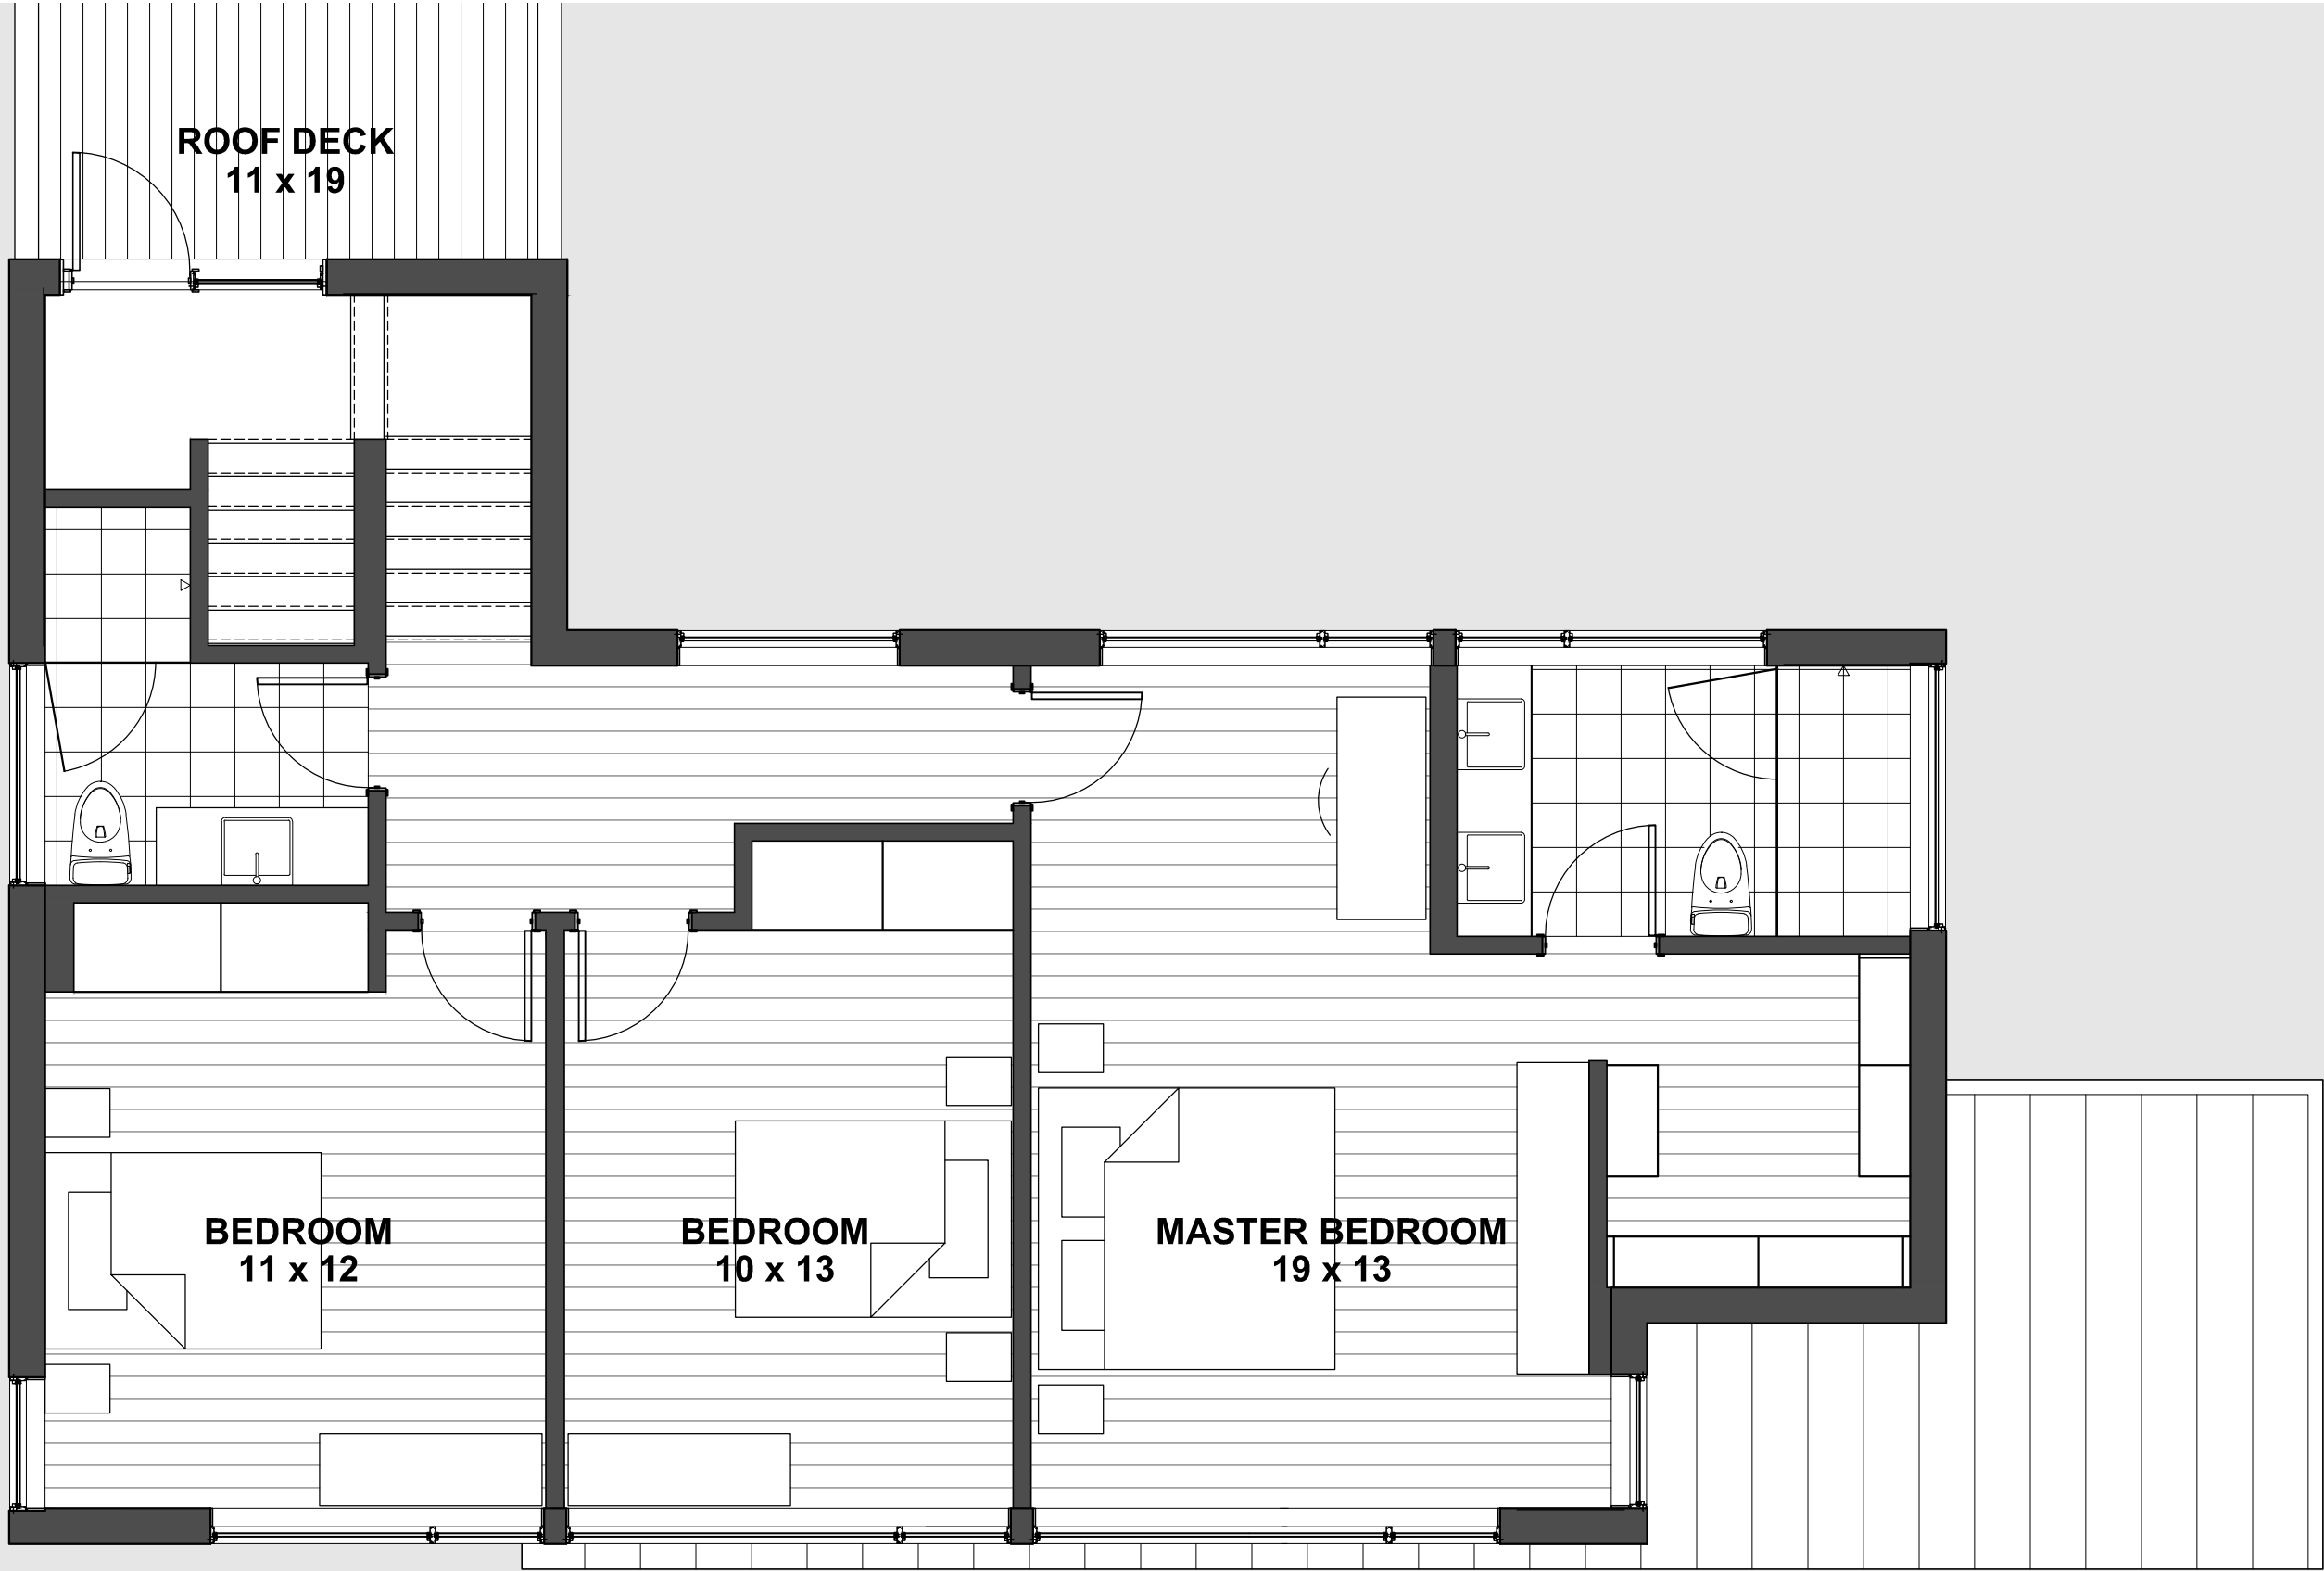 ROOF DECK
11 x 19
BEDROOM
11 x 12
BEDROOM
10 x 13
MASTER BEDROOM
19 x 13